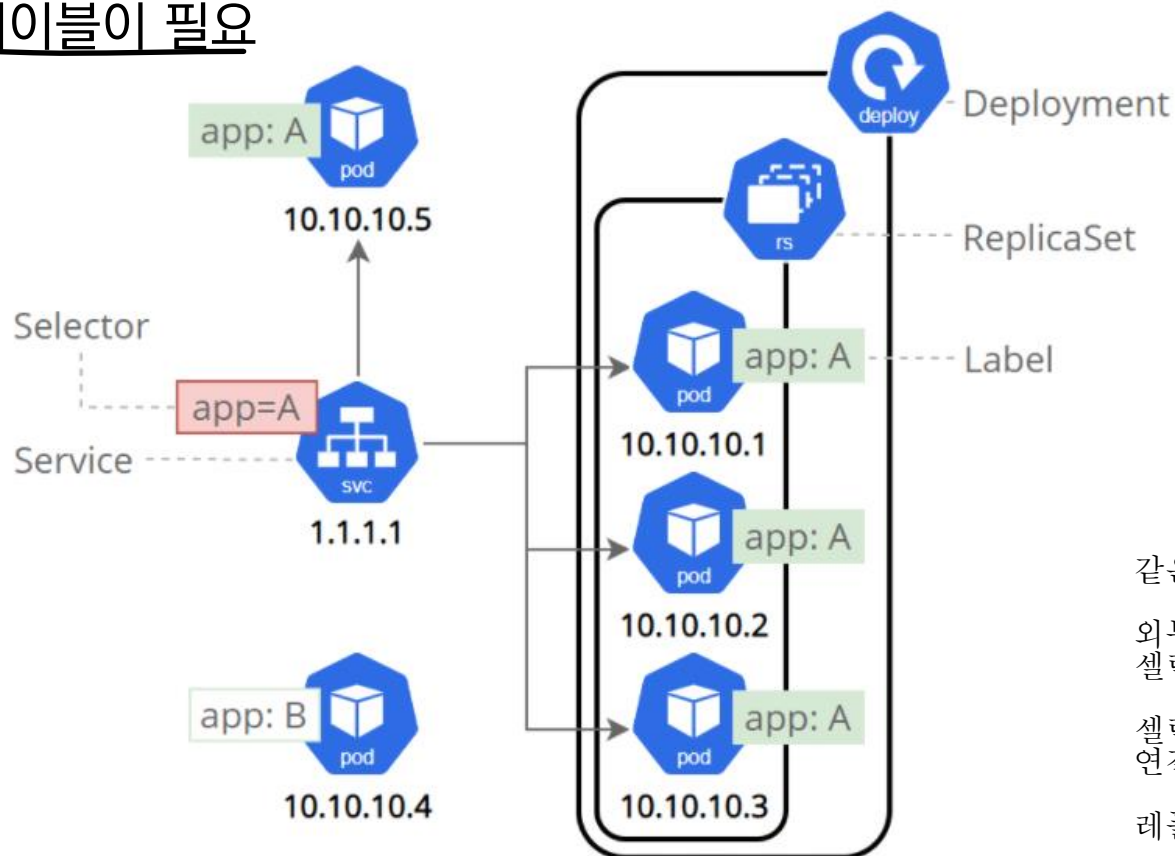 이블이 필요
deploy
Deployment
app: A
pod
10.10.10.5
rs
ReplicaSet
Selector
app=A
Service
svc
1.1.1.1
pod
app: A
Label
10.10.10.1
pod
app: A
10.10.10.2
app: B
pod
10.10.10.4
pod
app: A
10.10.10.3
같은